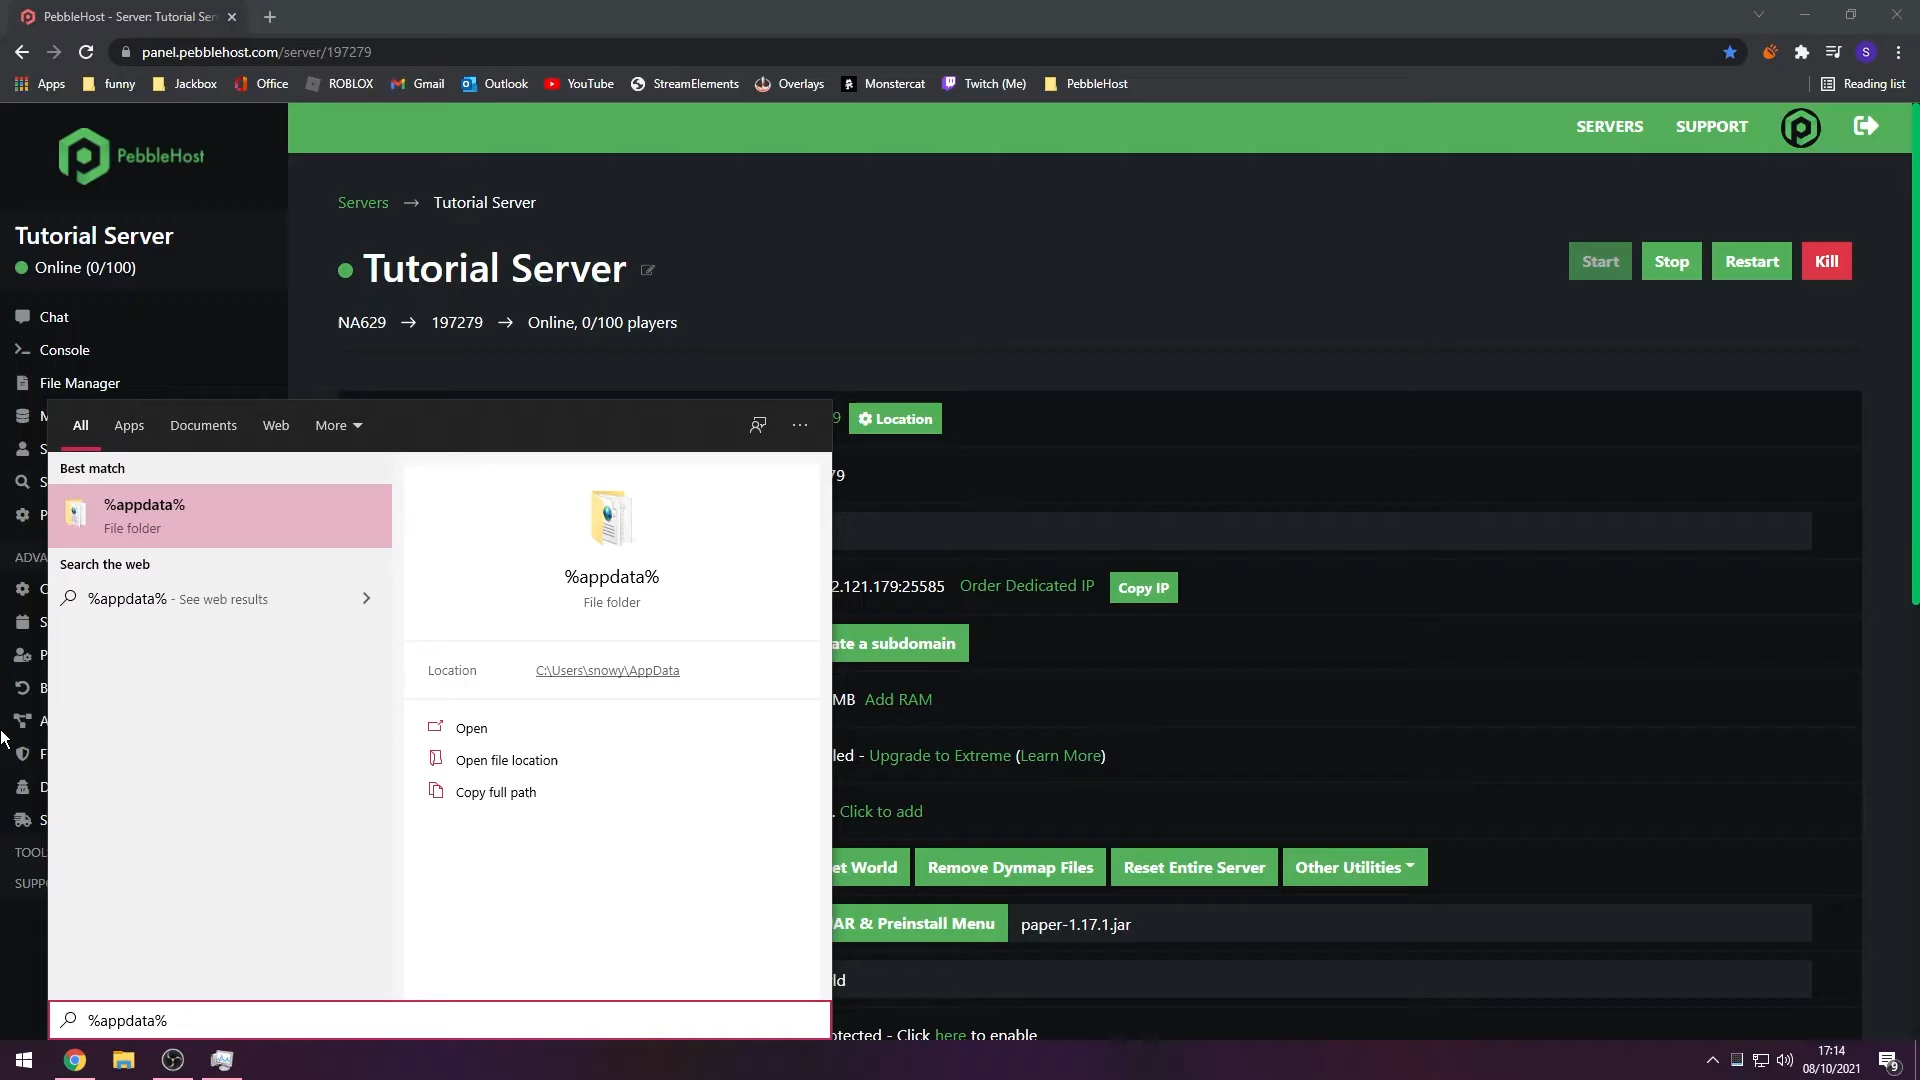 PebbleHost - Server: Tutorial Ser
panel.pebblehost.com/server/197279
S
Apps
funny
Jackbox
Office
ROBLOX
Gmail
Outlook
YouTube
StreamElements
Overlays
Monstercat
Twitch (Me)
PebbleHost
Reading list
PebbleHost
SERVERS
SUPPORT
Tutorial Server
Online (0/100)
Chat
Console
File Manager
M
S
S
P
ADVA
C
S
P
B
A
F
D
S
TOOL
SUPP
Servers → Tutorial Server
Tutorial Server
Start
Stop
Restart
Kill
NA629 → 197279 → Online, 0/100 players
9
Location
79
2.121.179:25585
Order Dedicated IP
Copy IP
ate a subdomain
MB Add RAM
led - Upgrade to Extreme (Learn More)
. Click to add
et World
Remove Dynmap Files
Reset Entire Server
Other Utilities
AR & Preinstall Menu
paper-1.17.1.jar
ld
otected - Click here to enable
All
Apps
Documents
Web
More
Best match
%appdata%
File folder
Search the web
%appdata% - See web results
%appdata%
File folder
Location
C:\Users\snowy\AppData
Open
Open file location
Copy full path
%appdata%
17:14
08/10/2021
9